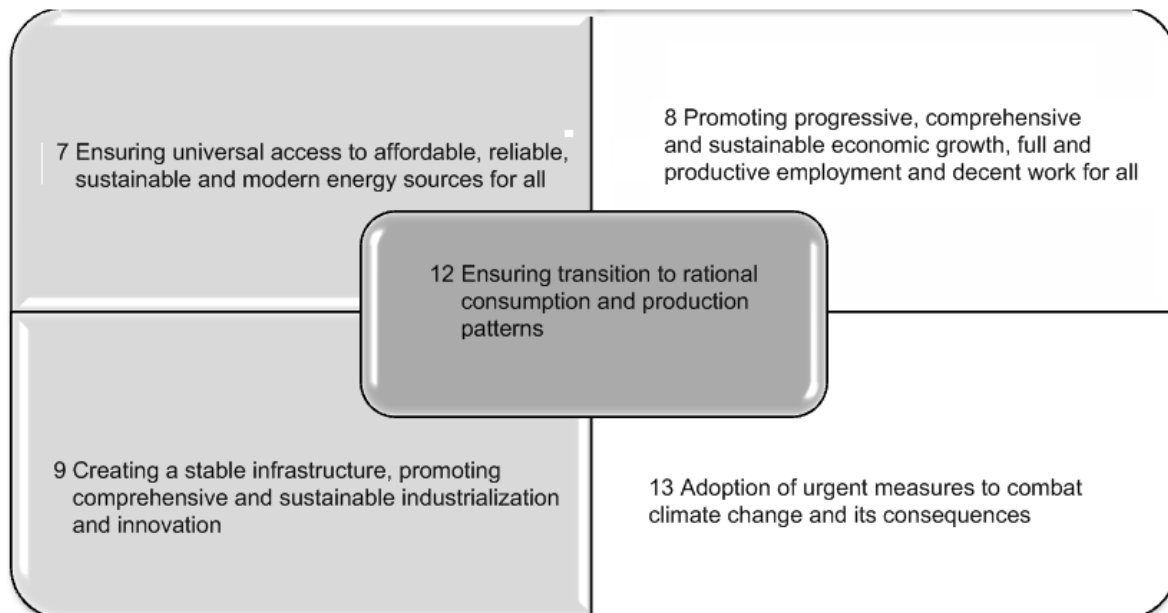 7 Ensuring universal access to affordable, reliable,
sustainable and modern energy sources for all
8 Promoting progressive, comprehensive
and sustainable economic growth, full and
productive employment and decent work for all
12 Ensuring transition to rational
consumption and production
patterns
9 Creating a stable infrastructure, promoting
comprehensive and sustainable industrialization
and innovation
13 Adoption of urgent measures to combat
climate change and its consequences